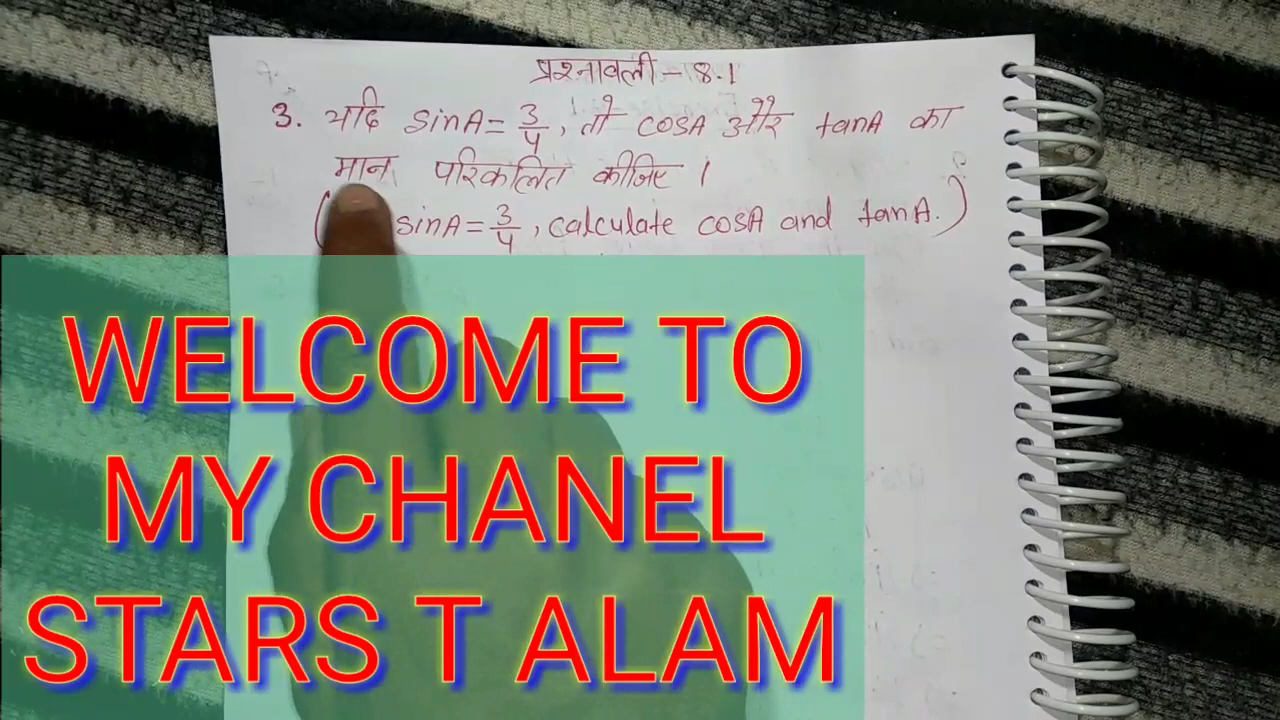 प्रश्नावली - 8.1
3. यदि sinA = 3/4, तो cosA और tanA का
मान परिकलित कीजिए ।
( sinA = 3/4, calculate cosA and tanA.)
WELCOME TO
MY CHANEL
STARS T ALAM